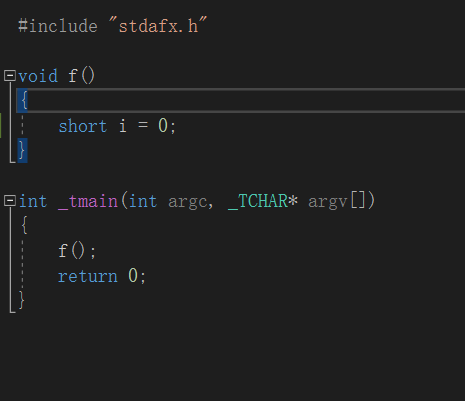 #include "stdafx.h"
void f()
{
short i = 0;
}
int _tmain(int argc, _TCHAR* argv[])
{
f();
return 0;
}